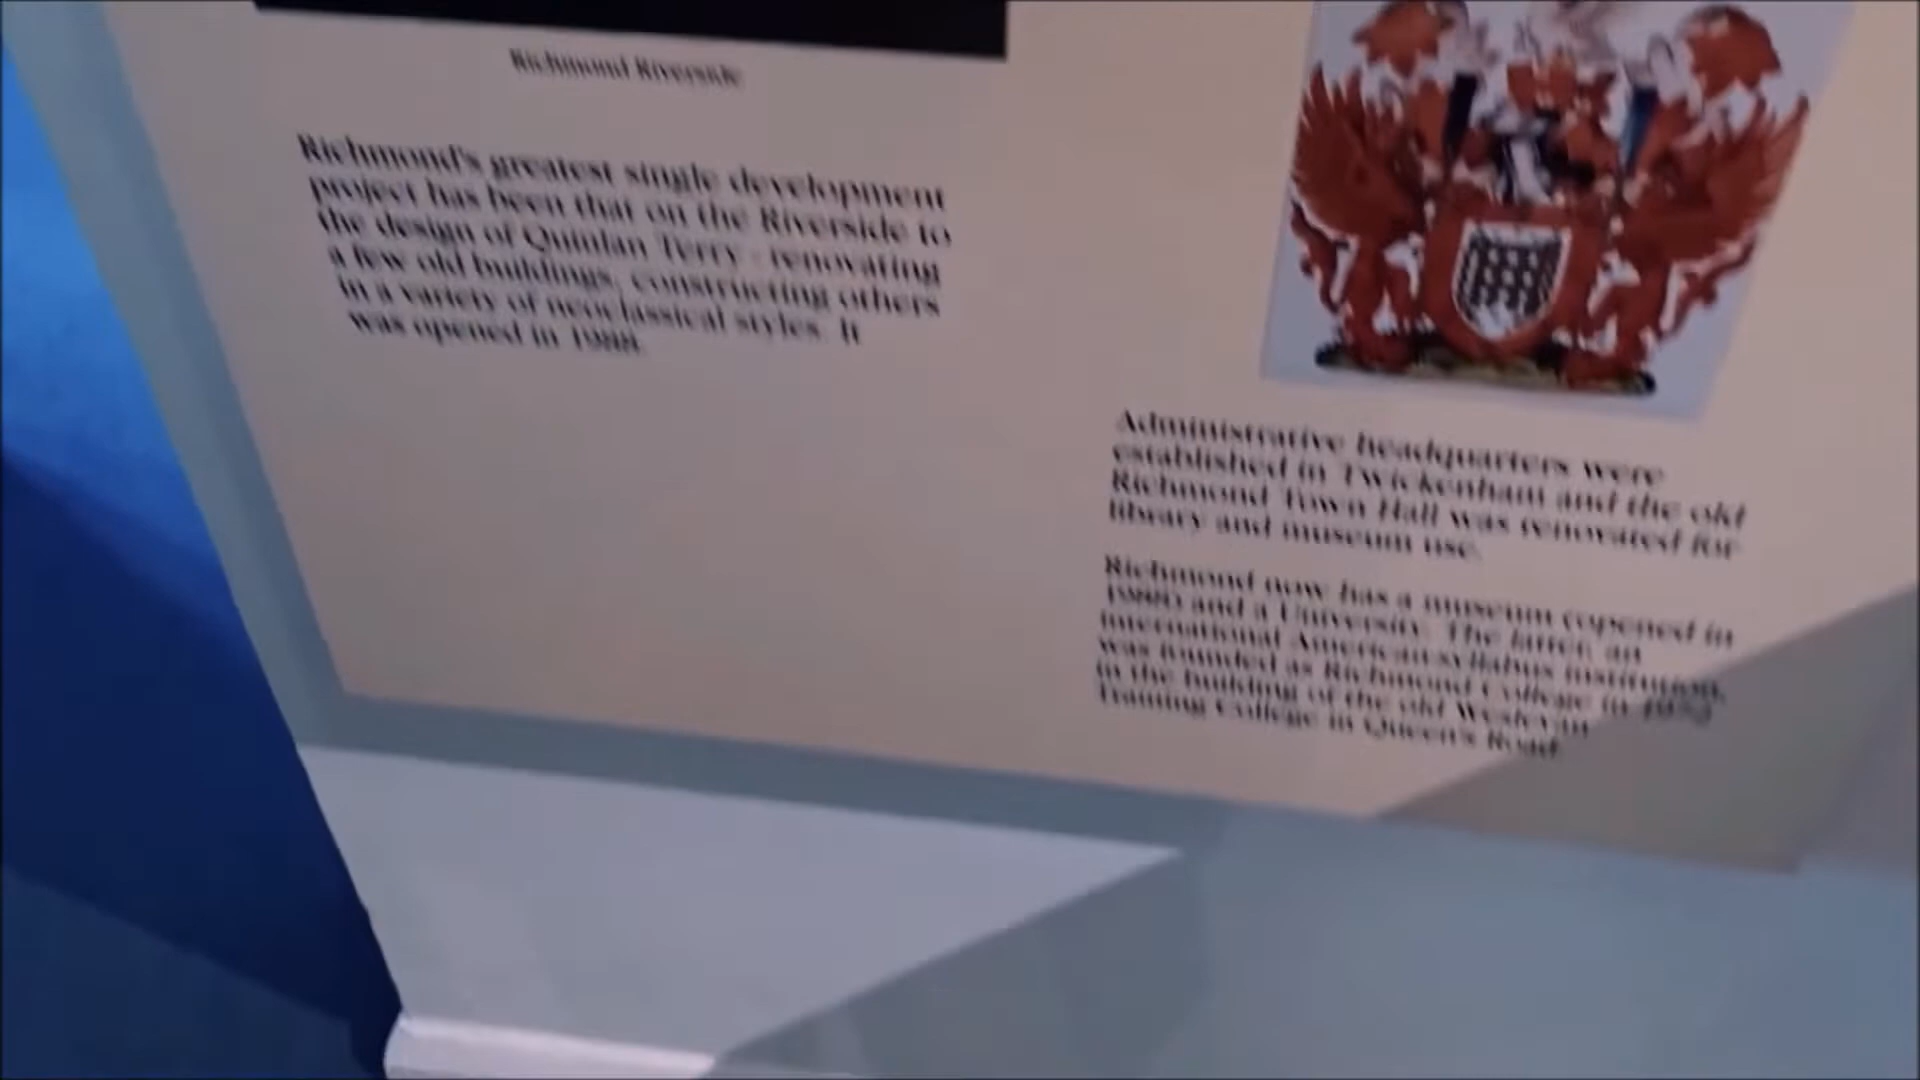 Richmond Riverside
Richmond's greatest single development
project has been that on the Riverside to
the design of Quinlan Terry - renovating
a few old buildings, constructing others
in a variety of neoclassical styles. It
was opened in 1988.
Administrative headquarters were
established in Twickenham and the old
Richmond Town Hall was renovated for
library and museum use.
Richmond now has a museum (opened in
and a University. The latter, an
international American-syllabus institution,
was founded as Richmond College in 1972
in the building of the old Wesleyan
Training College in Queen's Road.